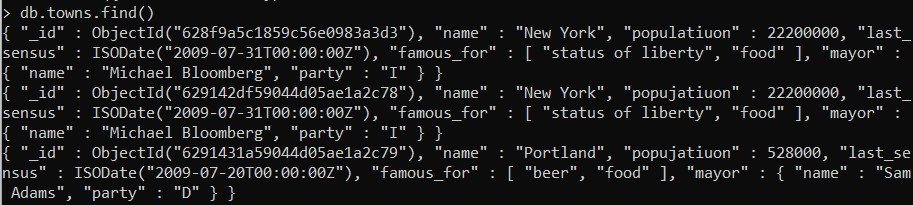 > db.towns.find()
{ "_id" : ObjectId("628f9a5c1859c56e0983a3d3"), "name" : "New York", "populatiuon" : 22200000, "last_
sensus" : ISODate("2009-07-31T00:00:00Z"), "famous_for" : [ "status of liberty", "food" ], "mayor" :
{ "name" : "Michael Bloomberg", "party" : "I" } }
{ "_id" : ObjectId("629142df59044d05ae1a2c78"), "name" : "New York", "popujatiuon" : 22200000, "last_
sensus" : ISODate("2009-07-31T00:00:00Z"), "famous_for" : [ "status of liberty", "food" ], "mayor" :
{ "name" : "Michael Bloomberg", "party" : "I" } }
{ "_id" : ObjectId("6291431a59044d05ae1a2c79"), "name" : "Portland", "popujatiuon" : 528000, "last_se
nsus" : ISODate("2009-07-20T00:00:00Z"), "famous_for" : [ "beer", "food" ], "mayor" : { "name" : "Sam
 Adams", "party" : "D" } }